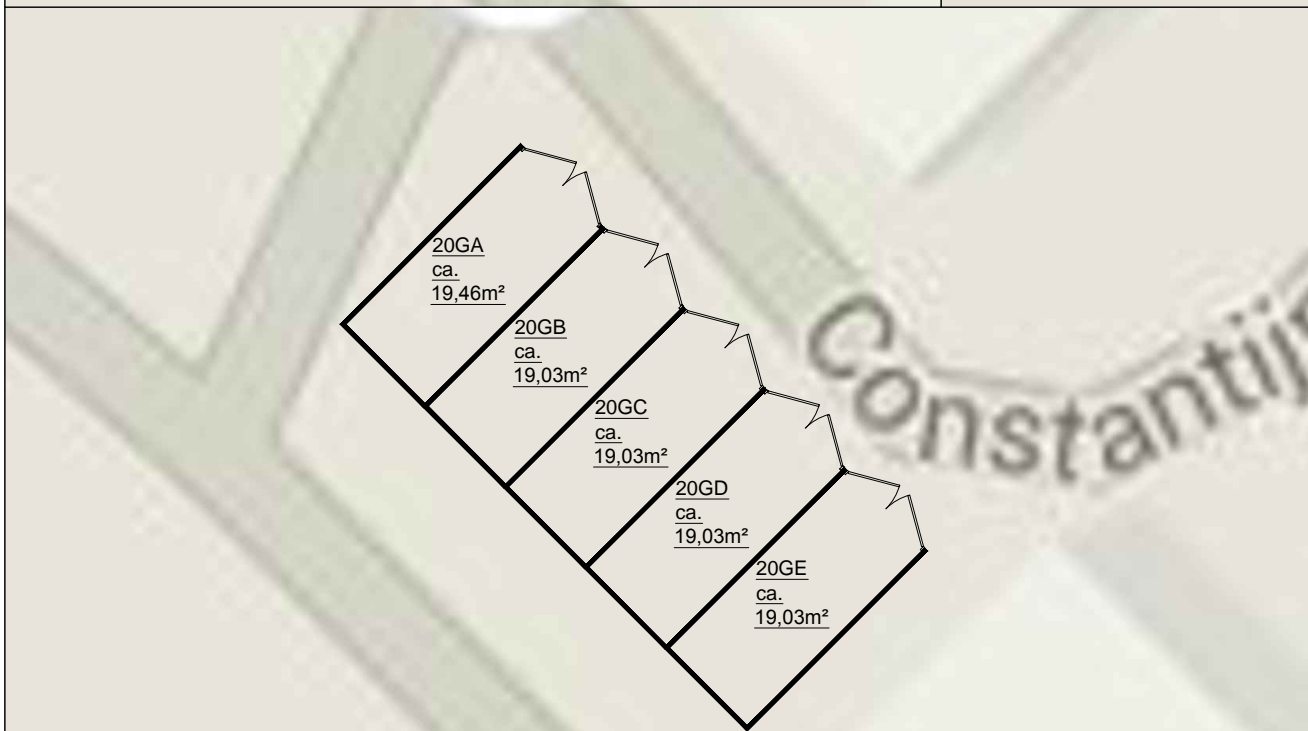 20GA
ca.
19,46m²
20GB
ca.
19,03m²
20GC
ca.
19,03m²
20GD
ca.
19,03m²
20GE
ca.
19,03m²
Constantij